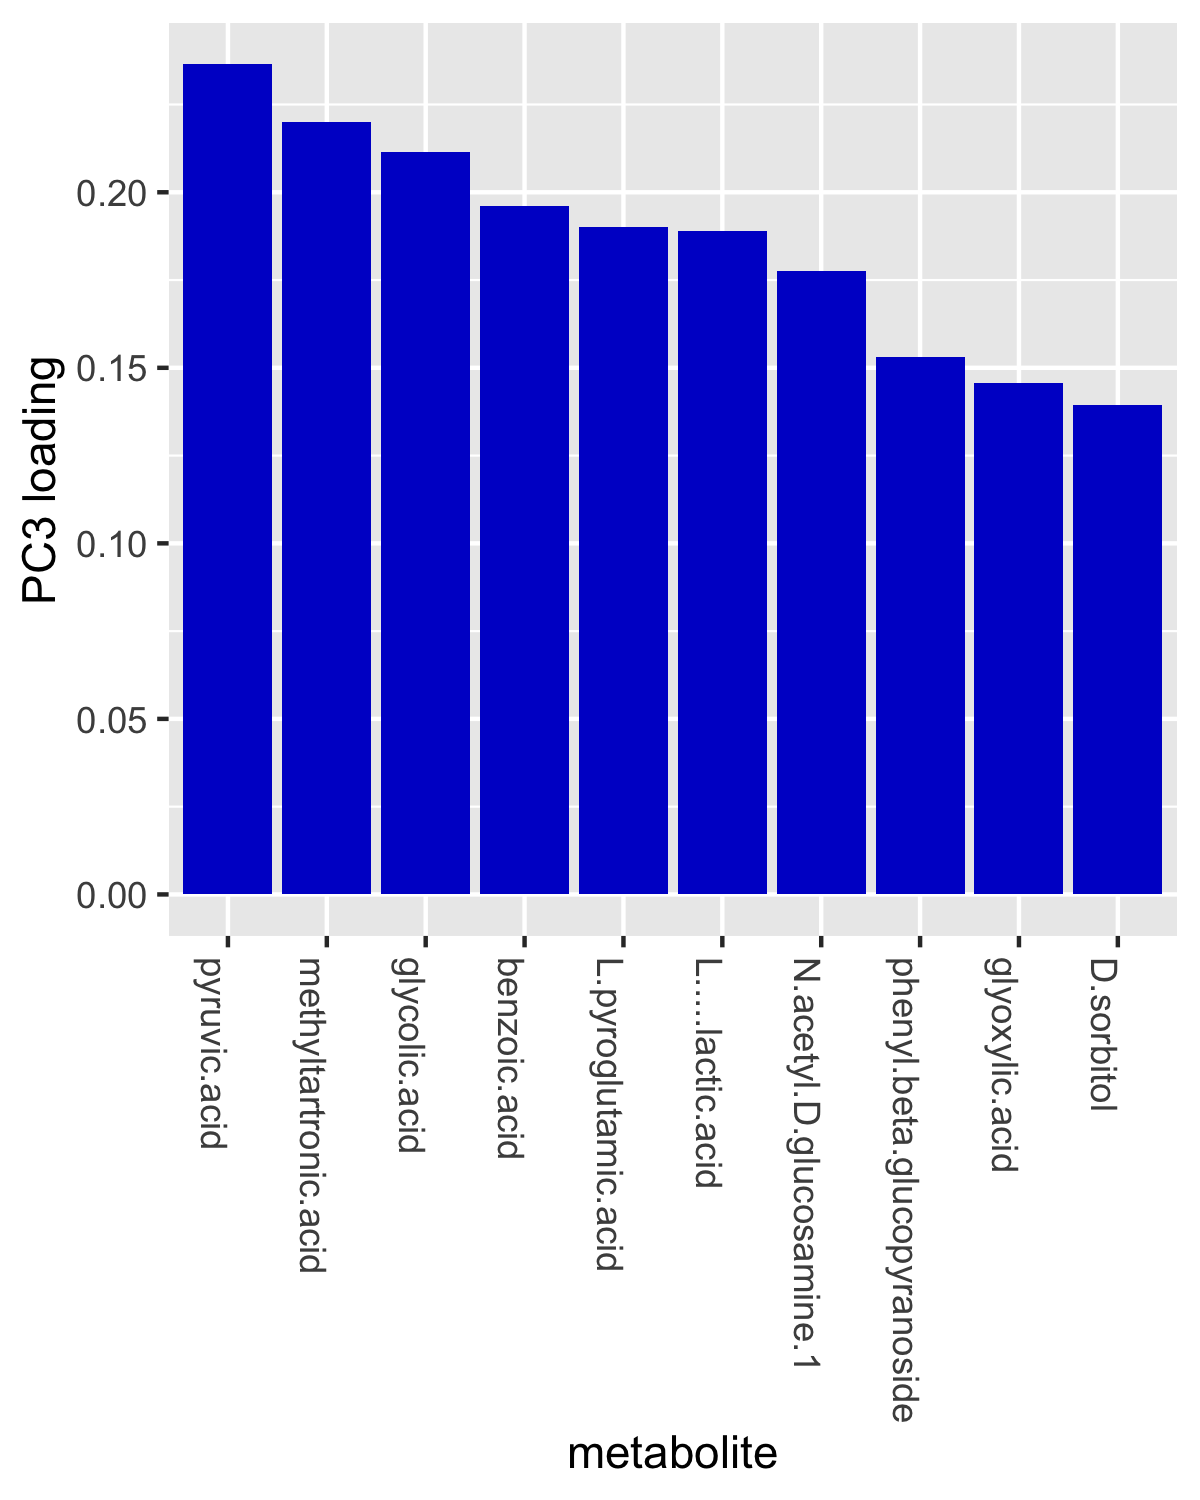 PC3 loading
0.20
0.15
0.10
0.05
0.00
pyruvic.acid
methyltartronic.acid
glycolic.acid
benzoic.acid
L.pyroglutamic.acid
L.....lactic.acid
N.acetyl.D.glucosamine.1
phenyl.beta.glucopyranoside
glyoxylic.acid
D.sorbitol
metabolite